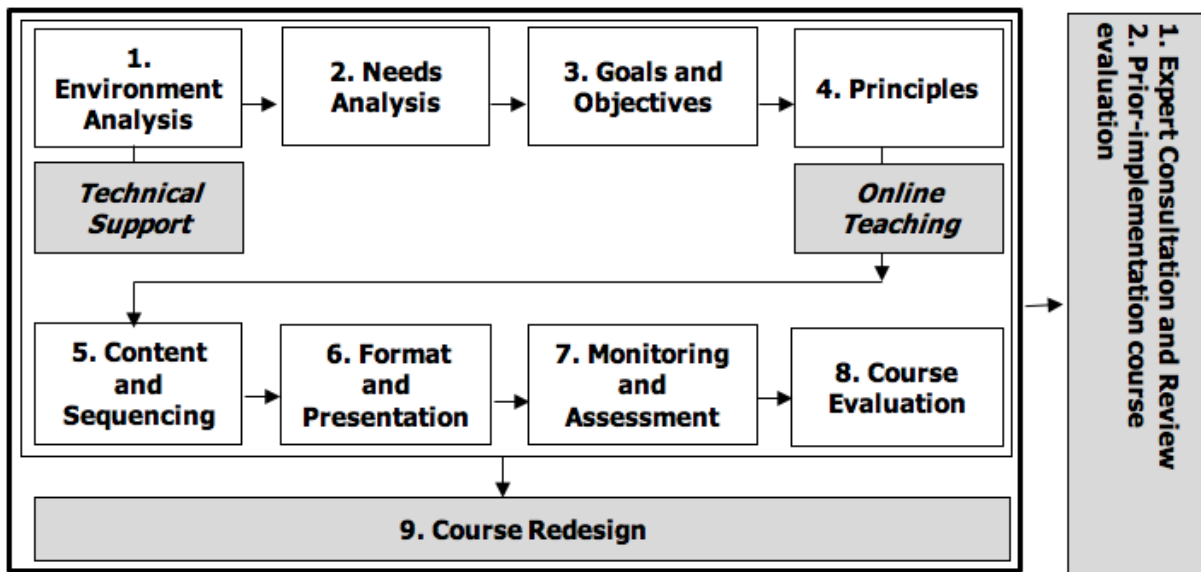 1.
Environment
Analysis
2. Needs
Analysis
3. Goals and
Objectives
4. Principles
Technical
Support
Online
Teaching
5. Content
and
Sequencing
6. Format
and
Presentation
7. Monitoring
and
Assessment
8. Course
Evaluation
9. Course Redesign
1. Expert Consultation and Review
2. Prior-implementation course
evaluation